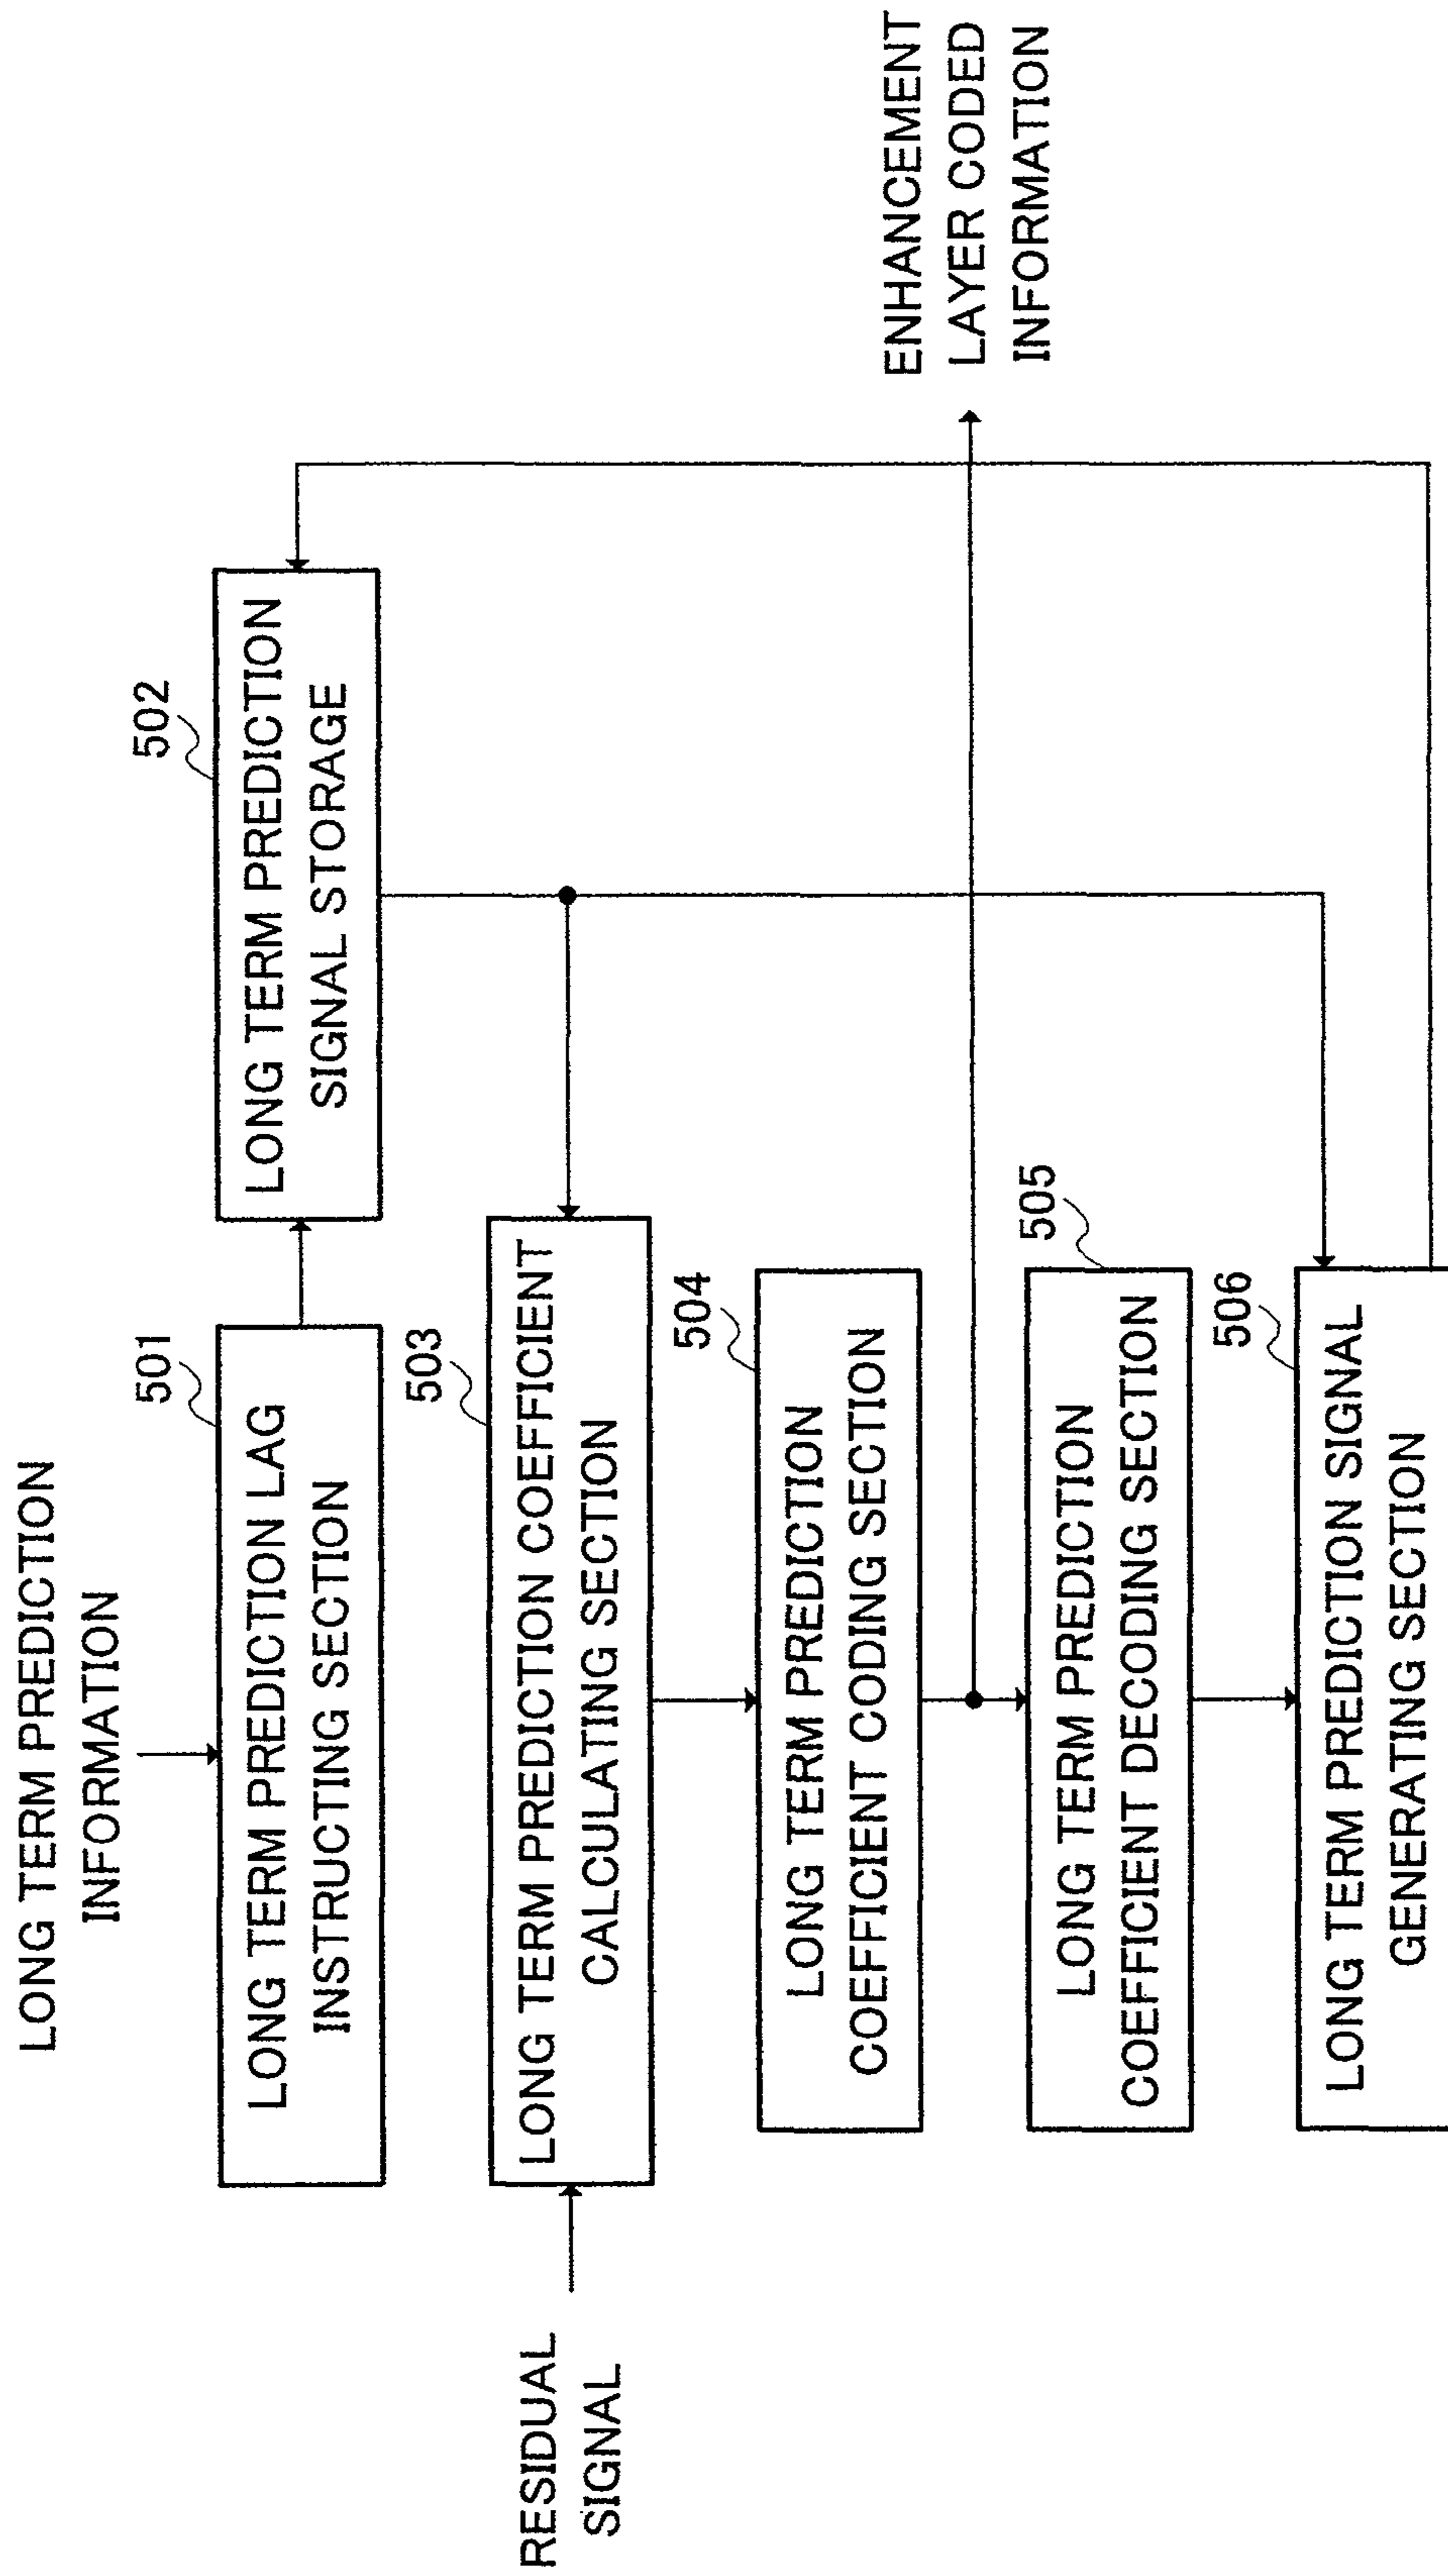 LONG TERM PREDICTION
INFORMATION
501
LONG TERM PREDICTION LAG
INSTRUCTING SECTION
502
LONG TERM PREDICTION
SIGNAL STORAGE
RESIDUAL
SIGNAL
503
LONG TERM PREDICTION COEFFICIENT
CALCULATING SECTION
504
LONG TERM PREDICTION
COEFFICIENT CODING SECTION
ENHANCEMENT
LAYER CODED
INFORMATION
505
LONG TERM PREDICTION
COEFFICIENT DECODING SECTION
506
LONG TERM PREDICTION SIGNAL
GENERATING SECTION